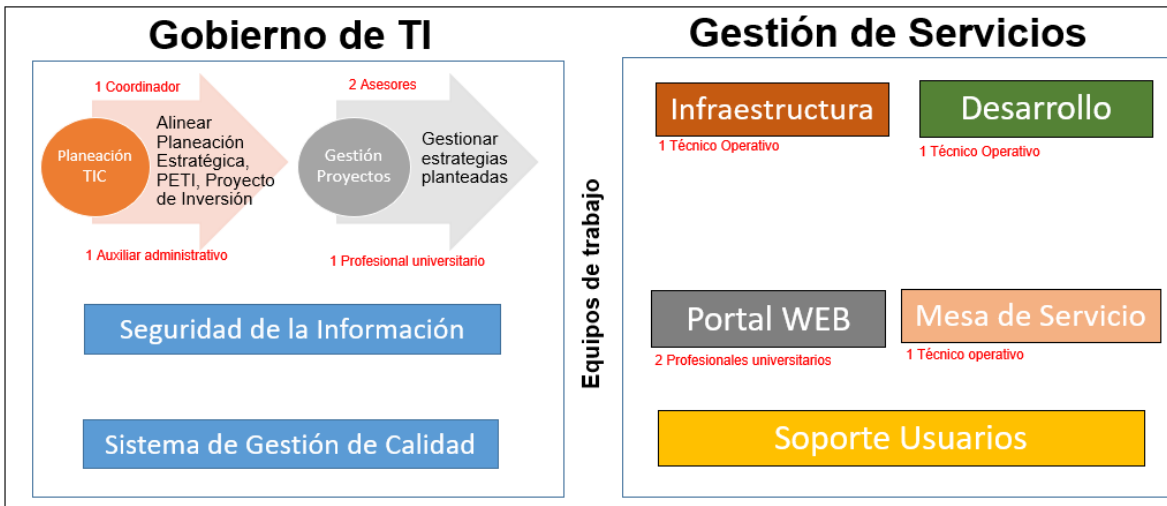 Gobierno de TI
1 Coordinador
Planeación
TIC
Alinear
Planeación
Estratégica,
PETI, Proyecto
de Inversión
1 Auxiliar administrativo
2 Asesores
Gestión
Proyectos
Gestionar
estrategias
planteadas
1 Profesional universitario
Seguridad de la Información
Sistema de Gestión de Calidad
Equipos de trabajo
Gestión de Servicios
Infraestructura
1 Técnico Operativo
Desarrollo
1 Técnico Operativo
Portal WEB
2 Profesionales universitarios
Mesa de Servicio
1 Técnico operativo
Soporte Usuarios